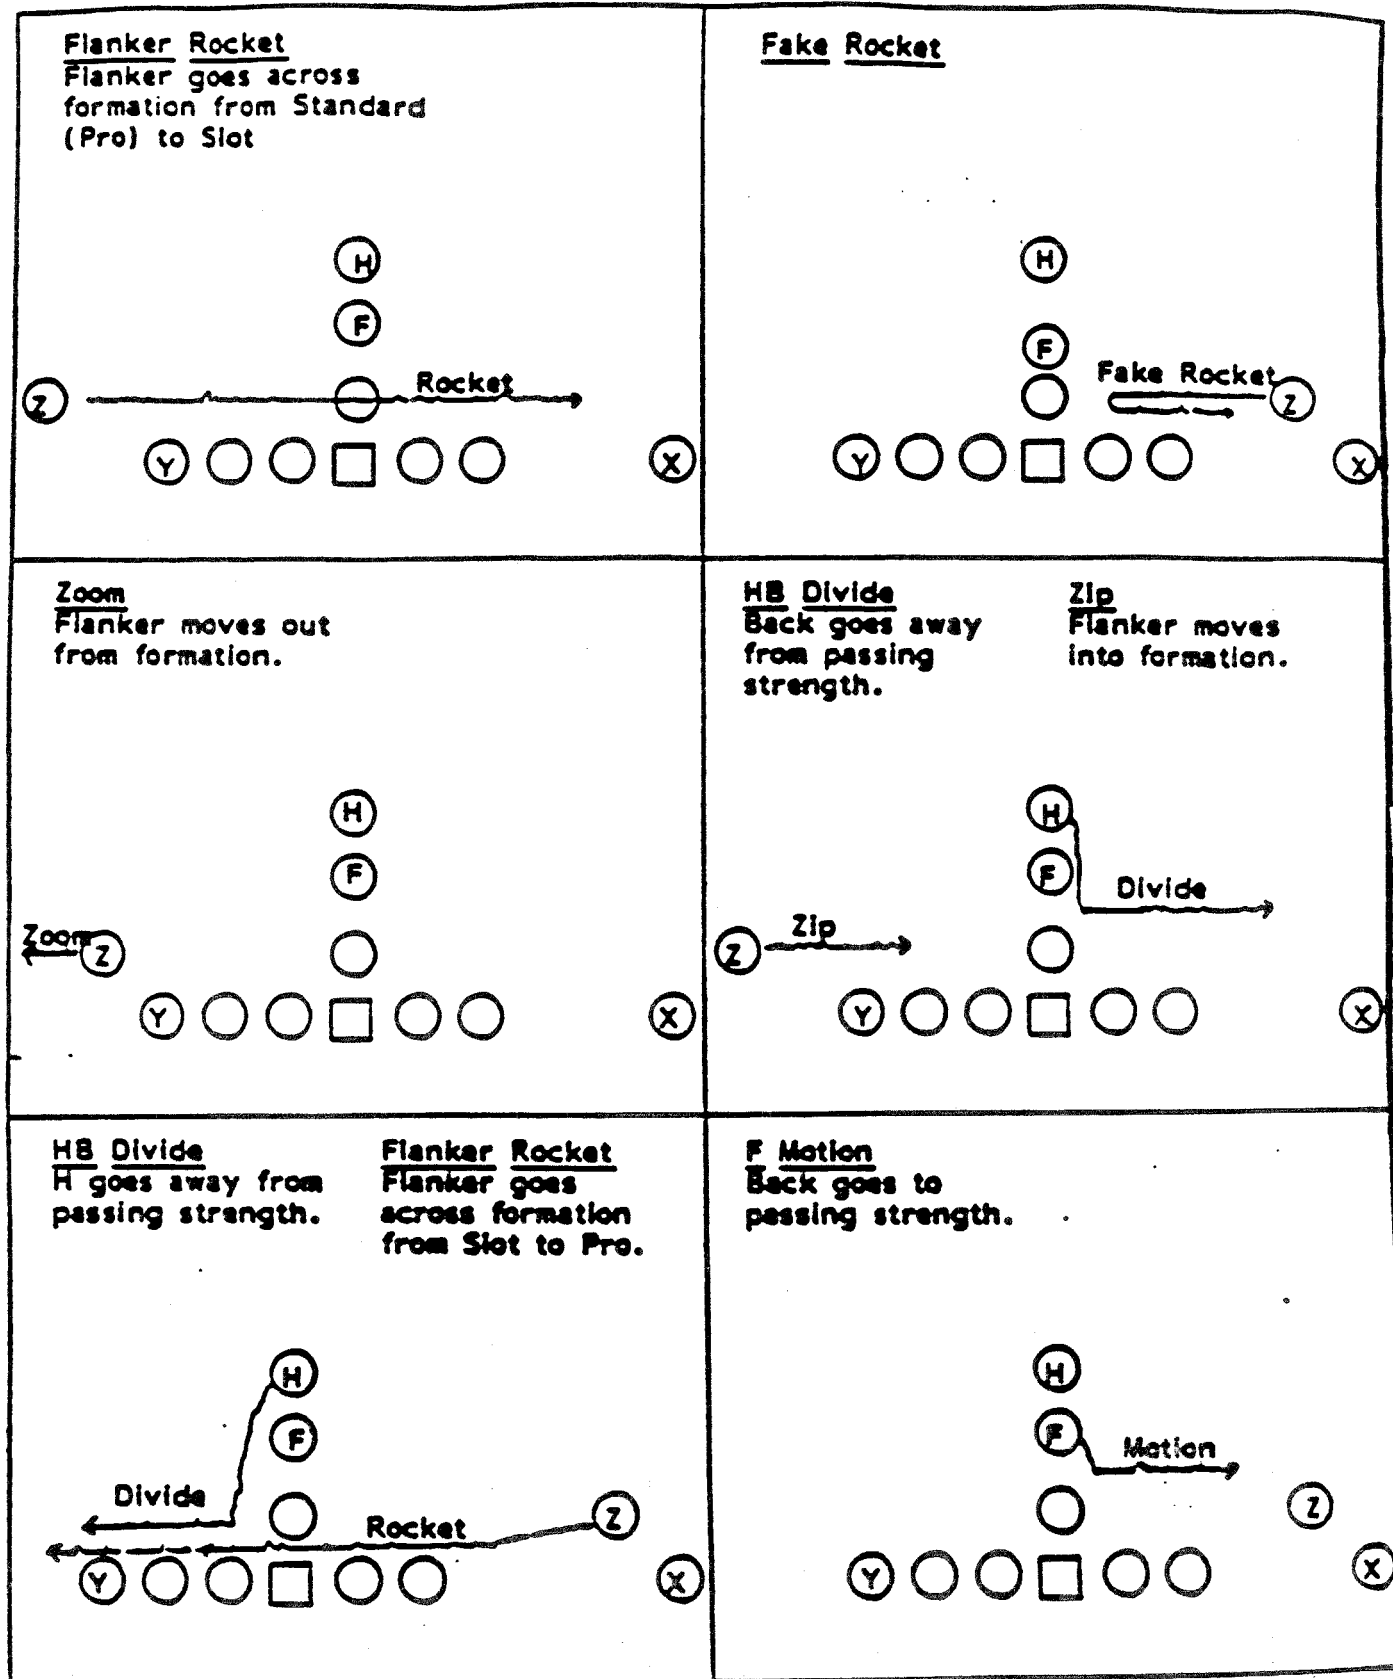 Flanker Rocket
Flanker goes across
formation from Standard
(Pro) to Slot
H
F
Rocket
Z
Y
X
Fake Rocket
H
F
Fake Rocket
Z
Y
X
Zoom
Flanker moves out
from formation.
H
F
Zoom
Z
Y
X
HB Divide
Back goes away
from passing
strength.
Zip
Flanker moves
into formation.
H
F
Divide
Zip
Z
Y
X
HB Divide
H goes away from
passing strength.
Flanker Rocket
Flanker goes
across formation
from Slot to Pro.
H
F
Divide
Z
Rocket
Y
X
F Motion
Back goes to
passing strength.
H
F
Motion
Z
Y
X